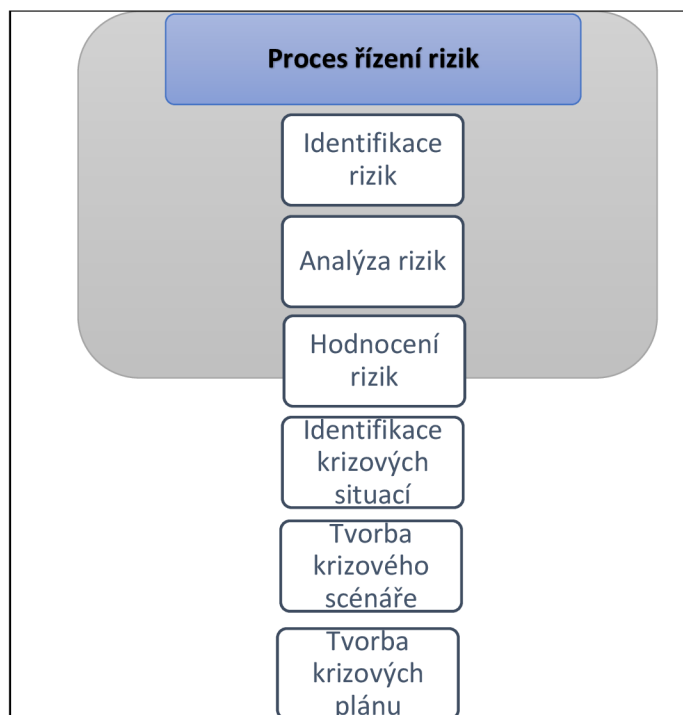 Proces řízení rizik
Identifikace
rizik
Analýza rizik
Hodnocení
rizik
Identifikace
krizových
situací
Tvorba
krizového
scénáře
Tvorba
krizových
plánu